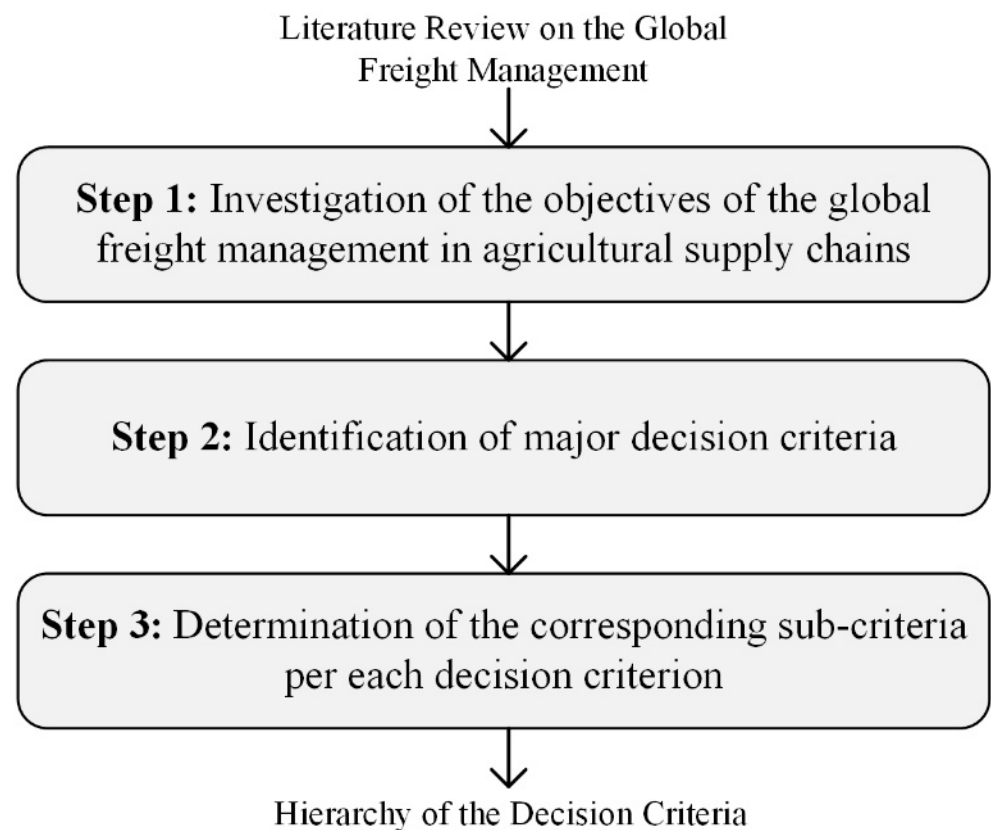 Literature Review on the Global
Freight Management
Step 1: Investigation of the objectives of the global
freight management in agricultural supply chains
Step 2: Identification of major decision criteria
Step 3: Determination of the corresponding sub-criteria
per each decision criterion
Hierarchy of the Decision Criteria